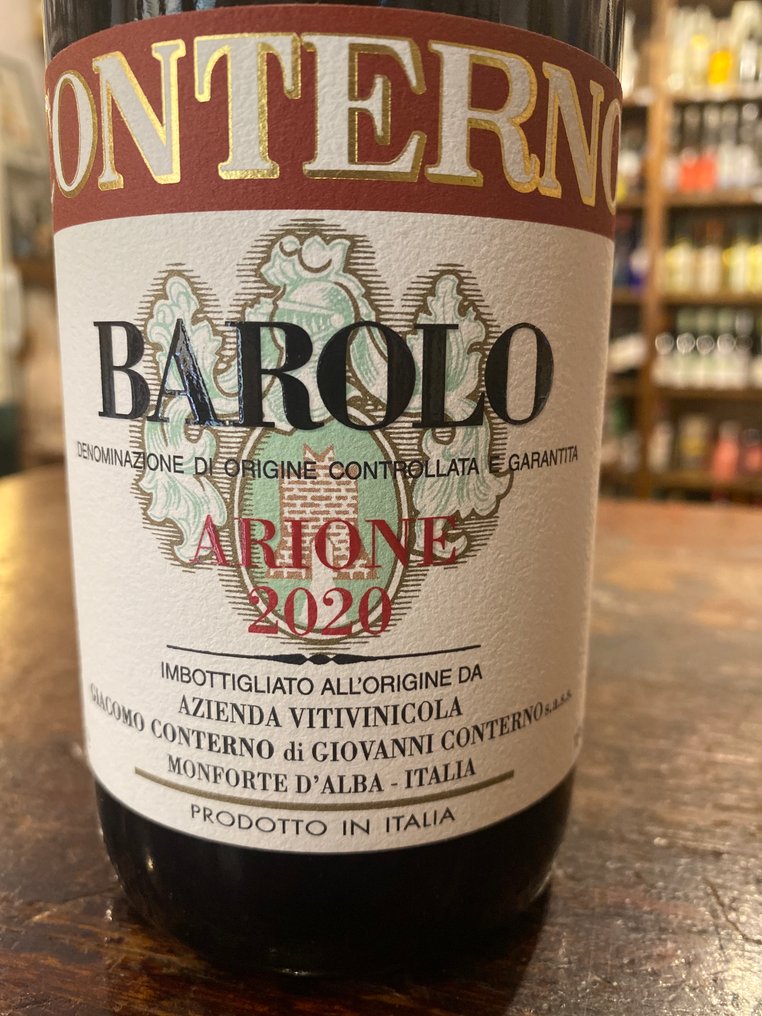 CONTERNO
BAROLO
DENOMINAZIONE DI ORIGINE CONTROLLATA E GARANTITA
ARIONE
2020
IMBOTTIGLIATO ALL'ORIGINE DA
AZIENDA VITIVINICOLA
GIACOMO CONTERNO di GIOVANNI CONTERNO s.a.s.
MONFORTE D'ALBA - ITALIA
PRODOTTO IN ITALIA